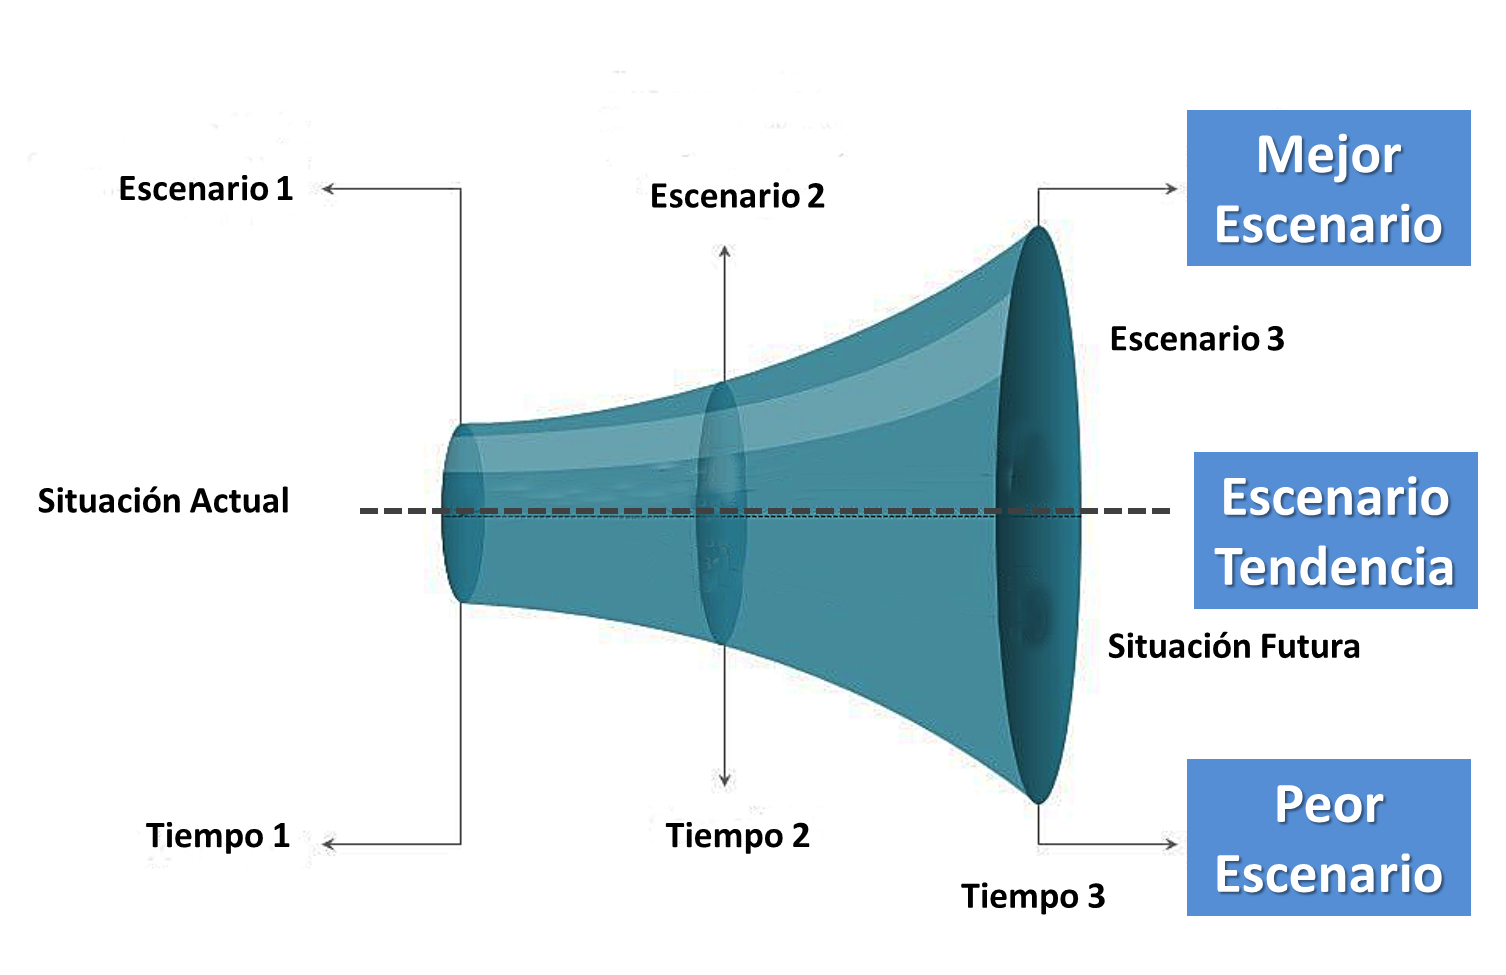 Mejor
Escenario
Escenario 1
Escenario 2
Escenario 3
Situación Actual
Escenario
Tendencia
Situación Futura
Peor
Escenario
Tiempo 1
Tiempo 2
Tiempo 3